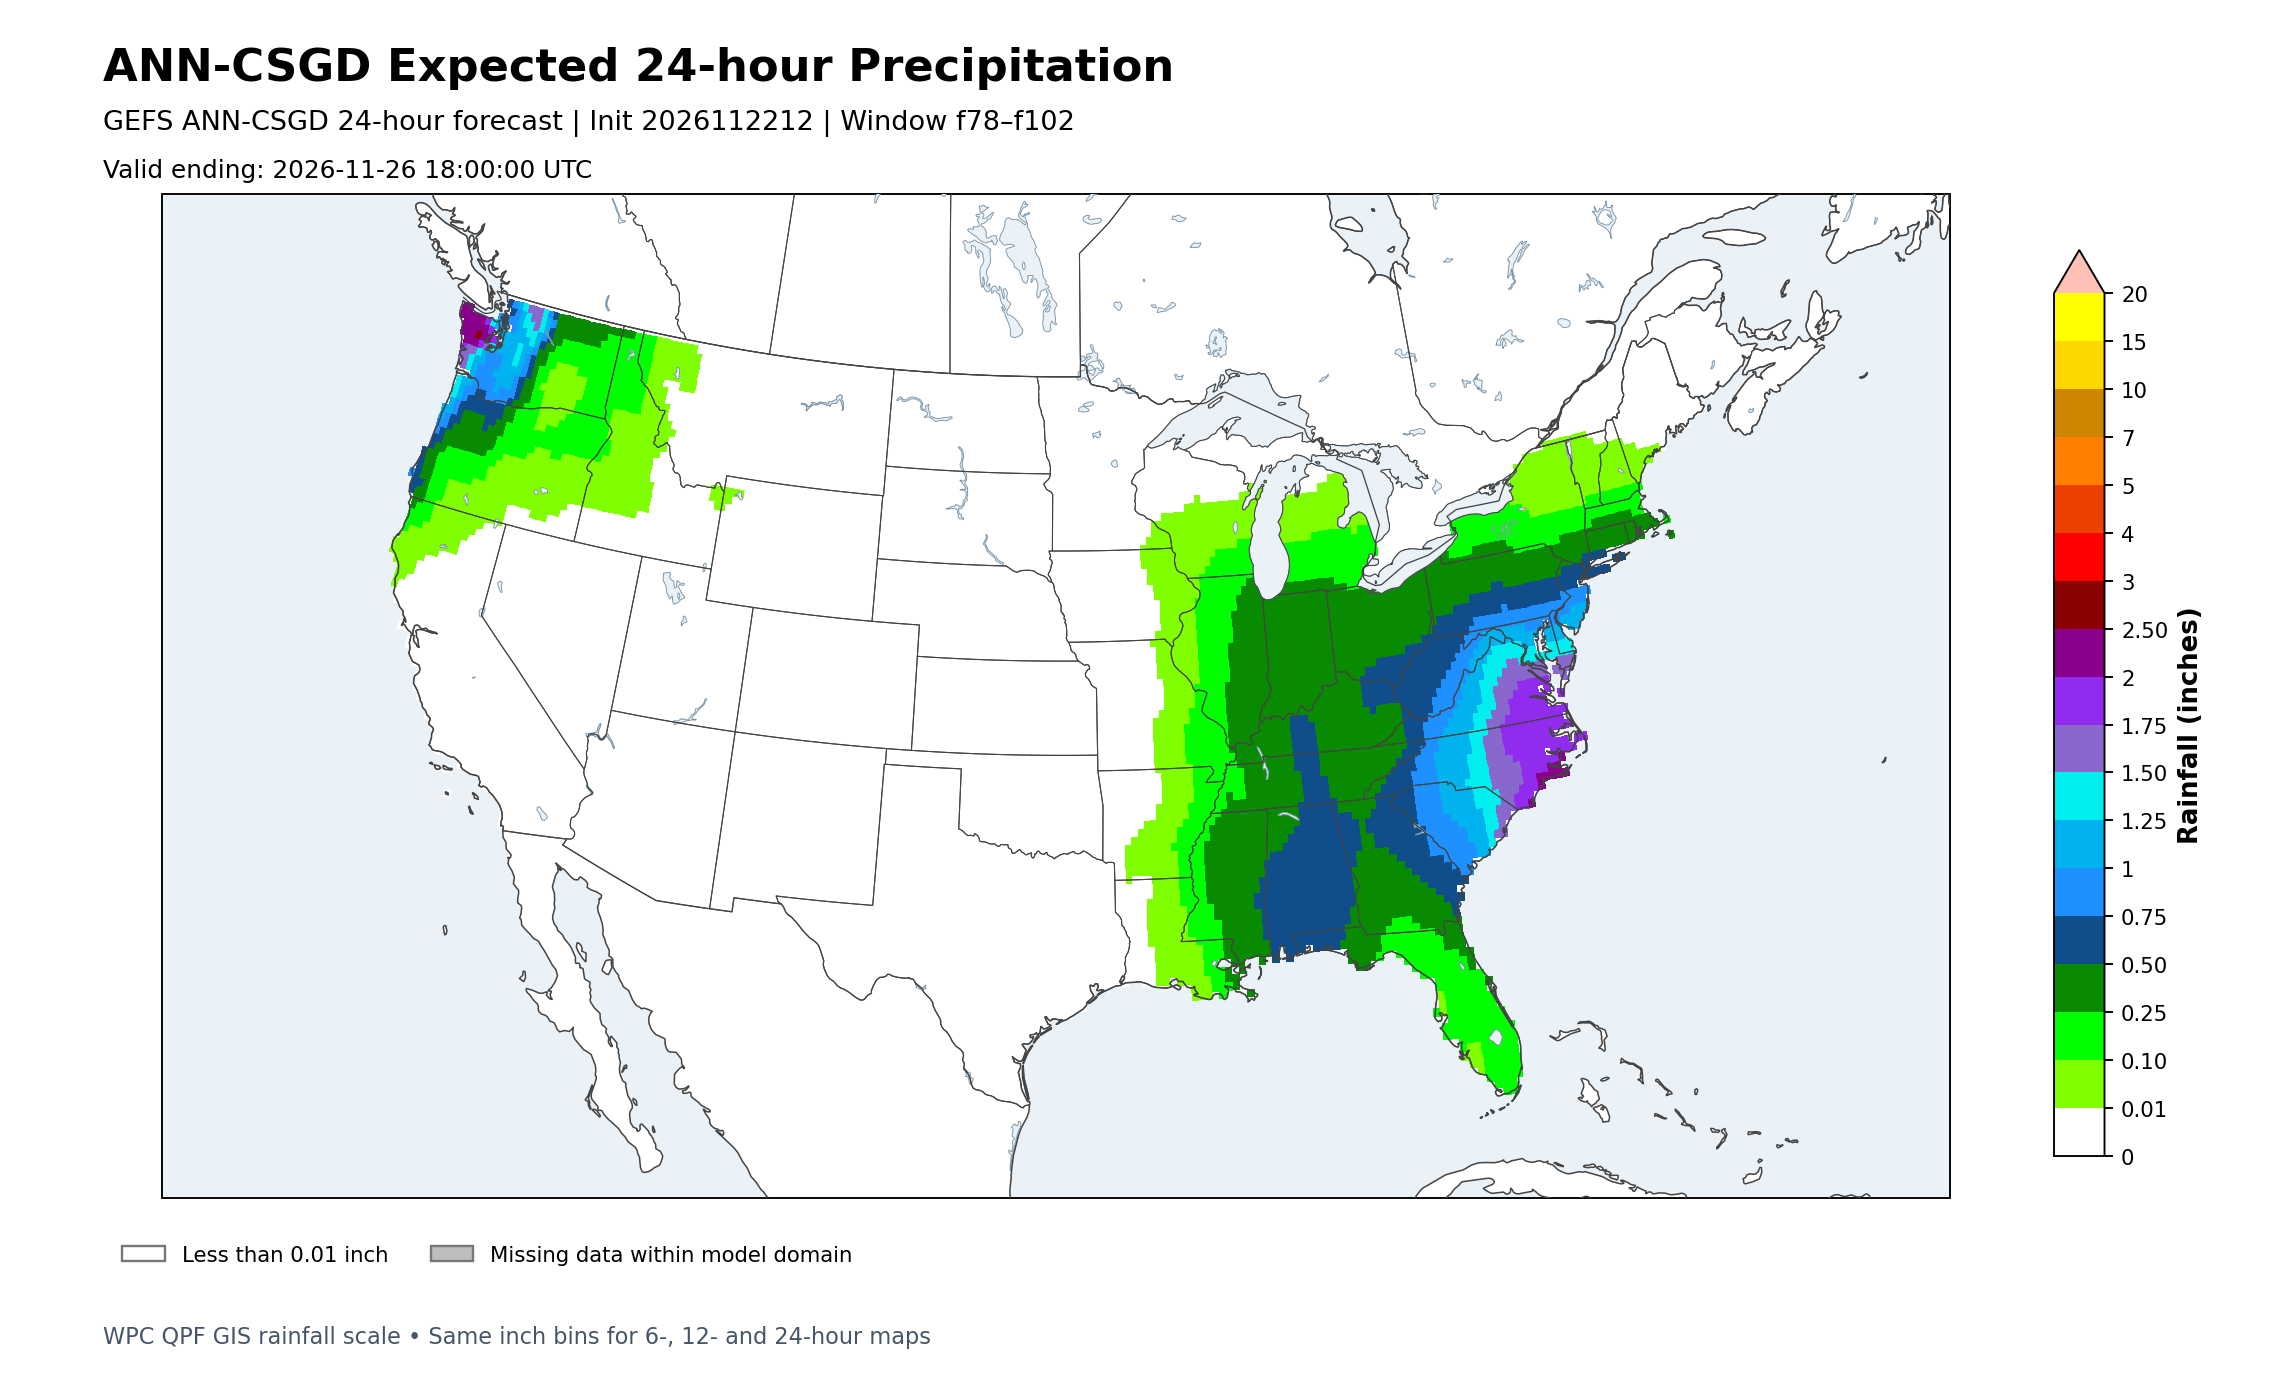 ANN-CSGD Expected 24-hour Precipitation
GEFS ANN-CSGD 24-hour forecast | Init 2026112212 | Window f78–f102
Valid ending: 2026-11-26 18:00:00 UTC
20
15
10
7
5
4
3
2.50
2
1.75
1.50
1.25
1
0.75
0.50
0.25
0.10
0.01
0
Rainfall (inches)
Less than 0.01 inch
Missing data within model domain
WPC QPF GIS rainfall scale • Same inch bins for 6-, 12- and 24-hour maps